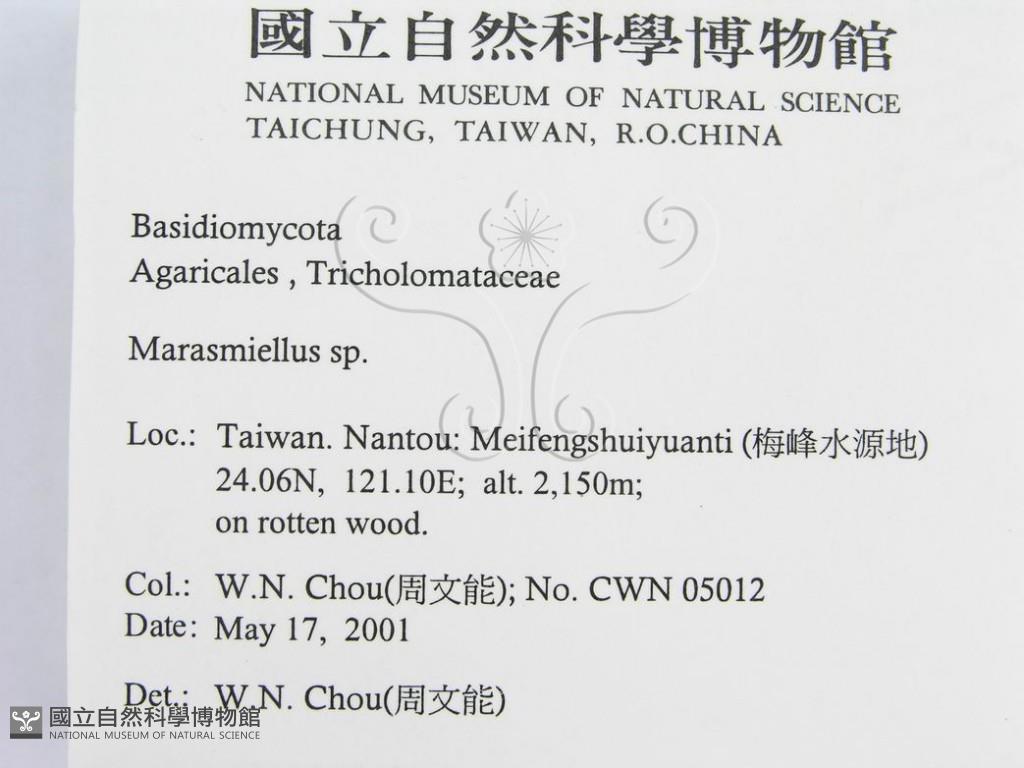 國立自然科學博物館
NATIONAL MUSEUM OF NATURAL SCIENCE
TAICHUNG, TAIWAN, R.O.CHINA
Basidiomycota
Agaricales , Tricholomataceae
Marasmiellus sp.
Loc.: Taiwan. Nantou: Meifengshuiyuanti (梅峰水源地)
24.06N, 121.10E; alt. 2,150m;
on rotten wood.
Col.: W.N. Chou(周文能); No. CWN 05012
Date: May 17, 2001
Det.: W.N. Chou(周文能)
國立自然科學博物館
NATIONAL MUSEUM OF NATURAL SCIENCE